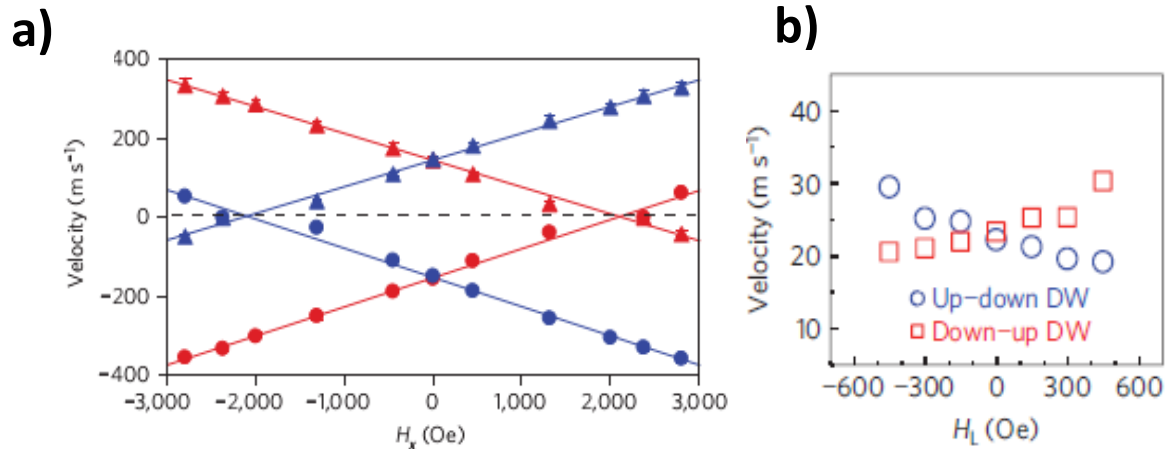 a)
400
200
0
−200
−400
Velocity (m s⁻¹)
−3,000 −2,000 −1,000 0 1,000 2,000 3,000
Hx (Oe)
b)
40
30
20
10
Velocity (m s⁻¹)
Up–down DW
Down–up DW
−600 −300 0 300 600
HL (Oe)